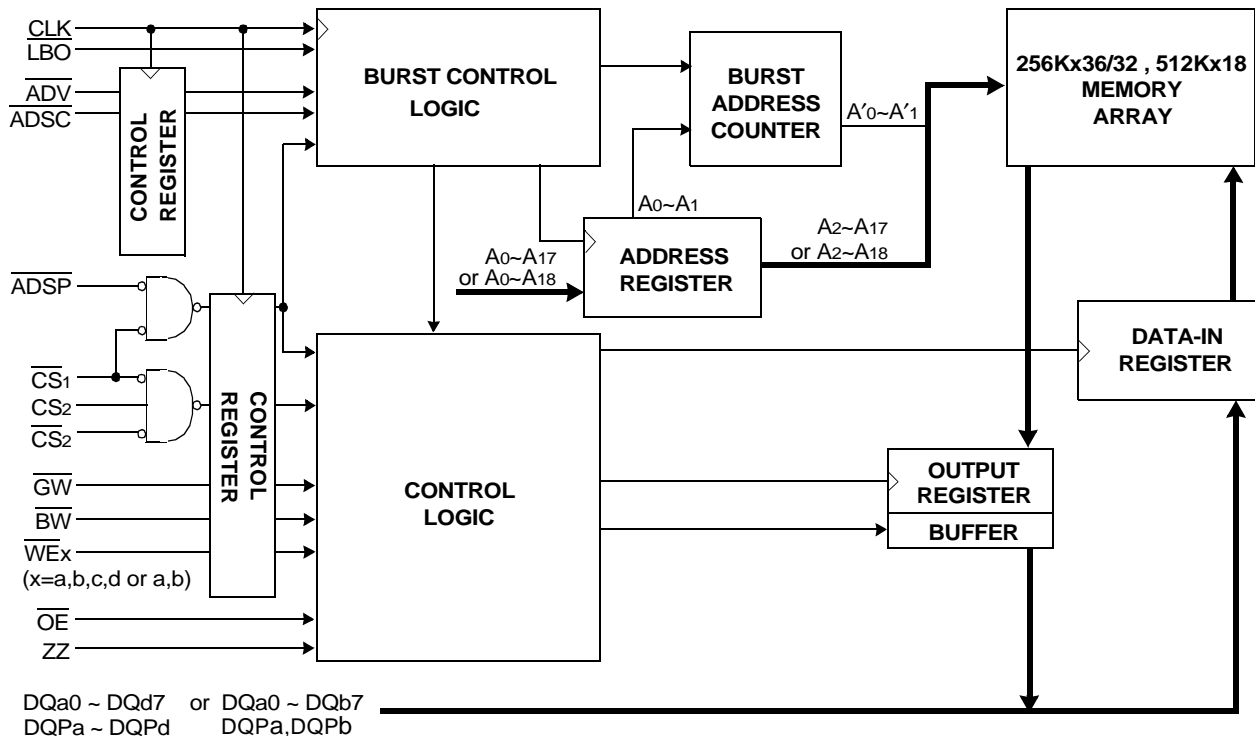 CLK
LBO
ADV
ADSC
CONTROL
REGISTER
BURST CONTROL
LOGIC
BURST
ADDRESS
COUNTER
A′0~A′1
256Kx36/32 , 512Kx18
MEMORY
ARRAY
A0~A1
A0~A17
or A0~A18
ADDRESS
REGISTER
A2~A17
or A2~A18
ADSP
CS1
CS2
CS2
GW
BW
WEx
(x=a,b,c,d or a,b)
OE
ZZ
CONTROL
REGISTER
CONTROL
LOGIC
DATA-IN
REGISTER
OUTPUT
REGISTER
BUFFER
DQa0 ~ DQd7 or DQa0 ~ DQb7
DQPa ~ DQPd DQPa,DQPb